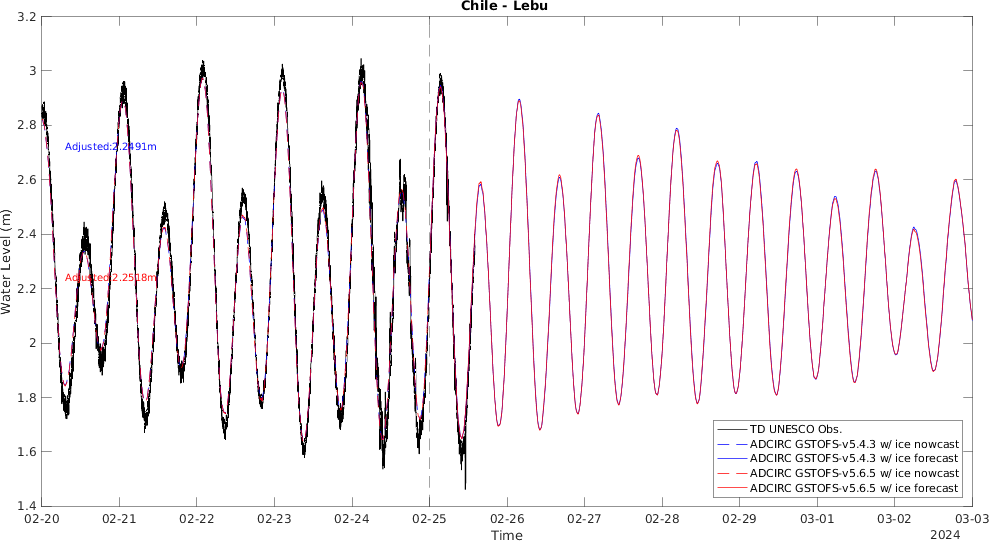 Chile - Lebu
3.2
3
2.8
2.6
2.4
2.2
2
1.8
1.6
1.4
Water Level (m)
Adjusted:2.2491m
Adjusted:2.2518m
TD UNESCO Obs.
ADCIRC GSTOFS-v5.4.3 w/ ice nowcast
ADCIRC GSTOFS-v5.4.3 w/ ice forecast
ADCIRC GSTOFS-v5.6.5 w/ ice nowcast
ADCIRC GSTOFS-v5.6.5 w/ ice forecast
02-20 02-21 02-22 02-23 02-24 02-25 02-26 02-27 02-28 02-29 03-01 03-02 03-03
Time
2024